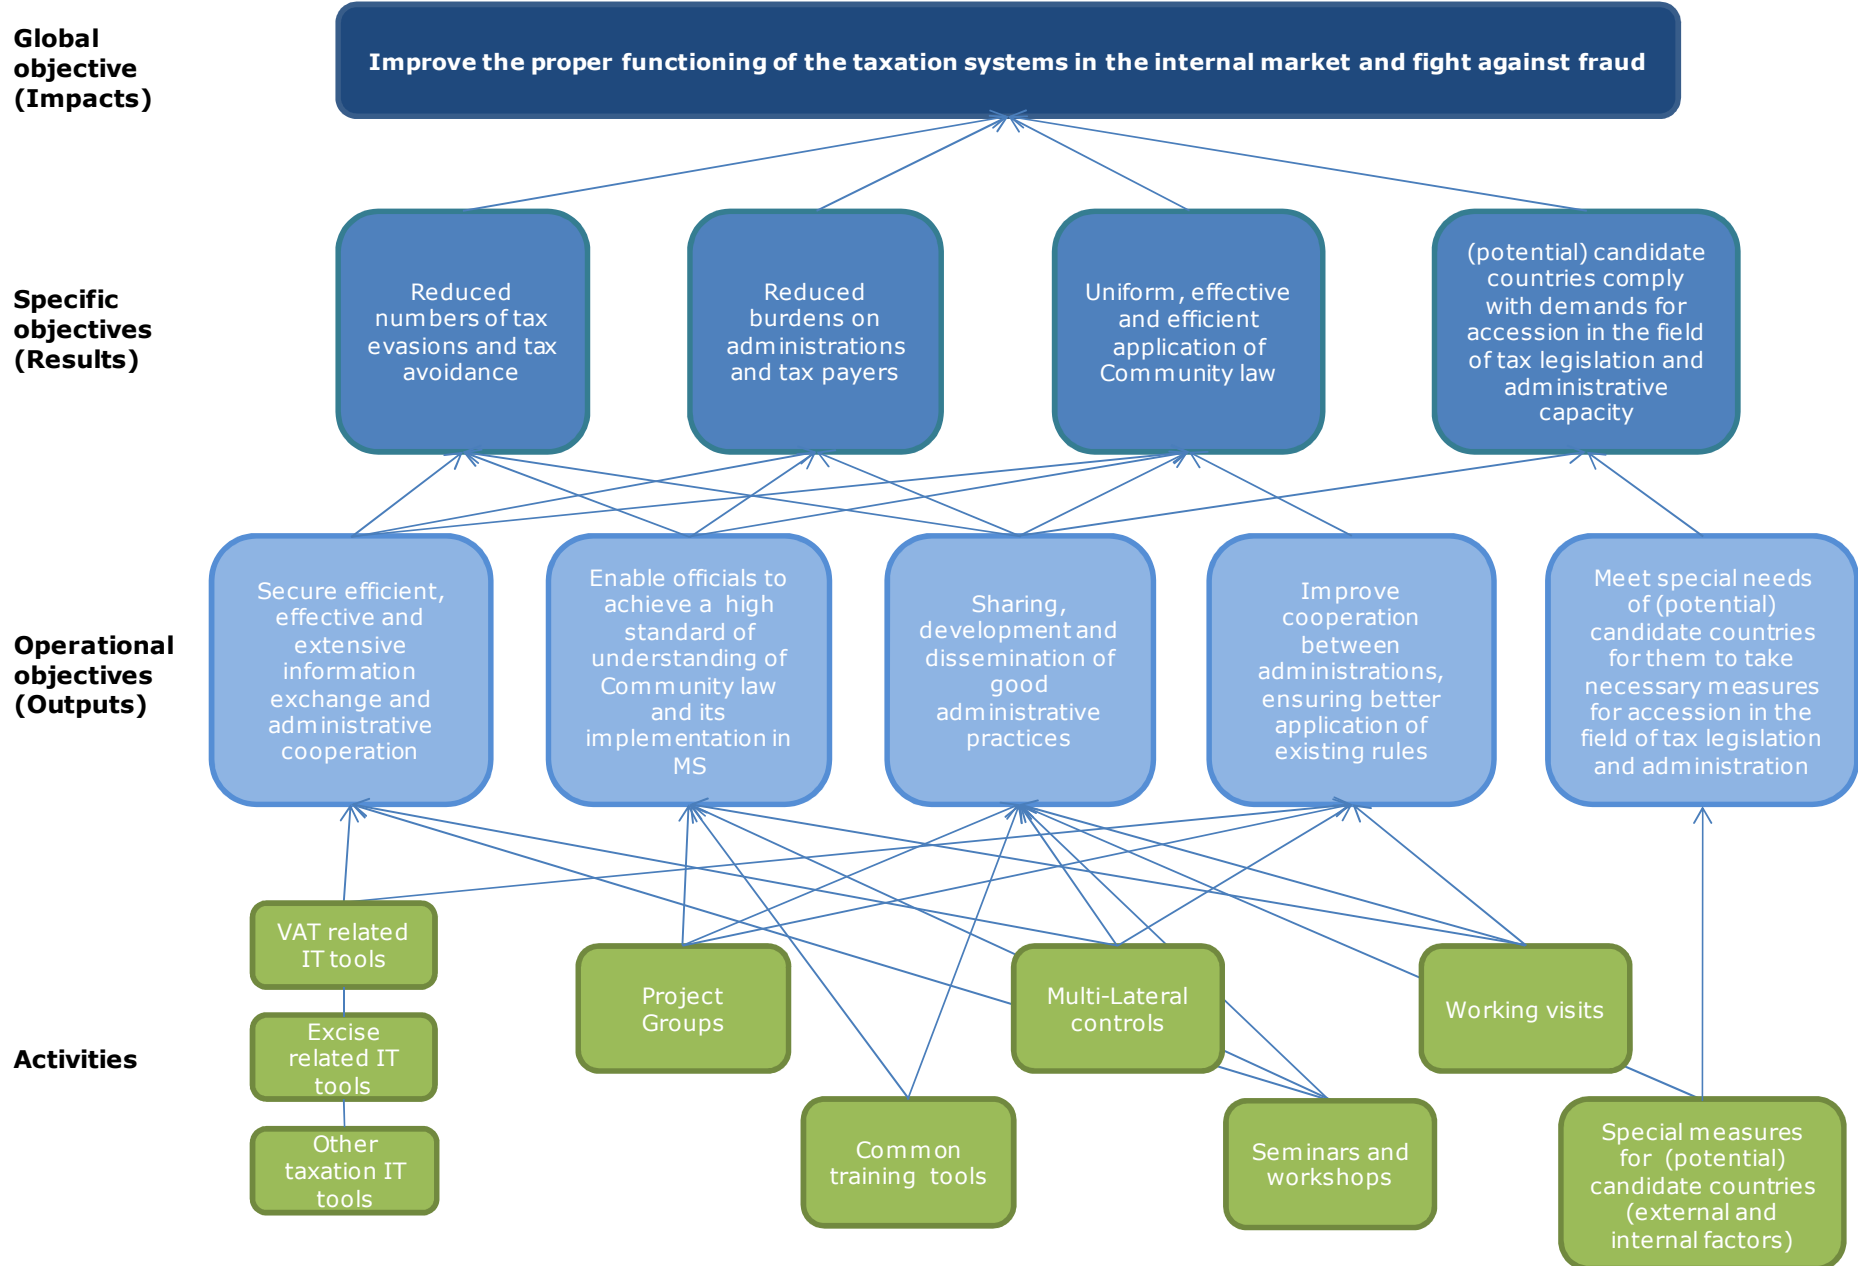 Global
objective
(Impacts)
Improve the proper functioning of the taxation systems in the internal market and fight against fraud
Specific
objectives
(Results)
Reduced
numbers of tax
evasions and tax
avoidance
Reduced
burdens on
administrations
and tax payers
Uniform, effective
and efficient
application of
Community law
(potential) candidate
countries comply
with demands for
accession in the field
of tax legislation and
administrative
capacity
Operational
objectives
(Outputs)
Secure efficient,
effective and
extensive
information
exchange and
administrative
cooperation
Enable officials to
achieve a high
standard of
understanding of
Community law
and its
implementation in
MS
Sharing,
development and
dissemination of
good
administrative
practices
Improve
cooperation
between
administrations,
ensuring better
application of
existing rules
Meet special needs
of (potential)
candidate countries
for them to take
necessary measures
for accession in the
field of tax legislation
and administration
Activities
VAT related
IT tools
Excise
related IT
tools
Other
taxation IT
tools
Project
Groups
Common
training tools
Multi-Lateral
controls
Seminars and
workshops
Working visits
Special measures
for (potential)
candidate countries
(external and
internal factors)